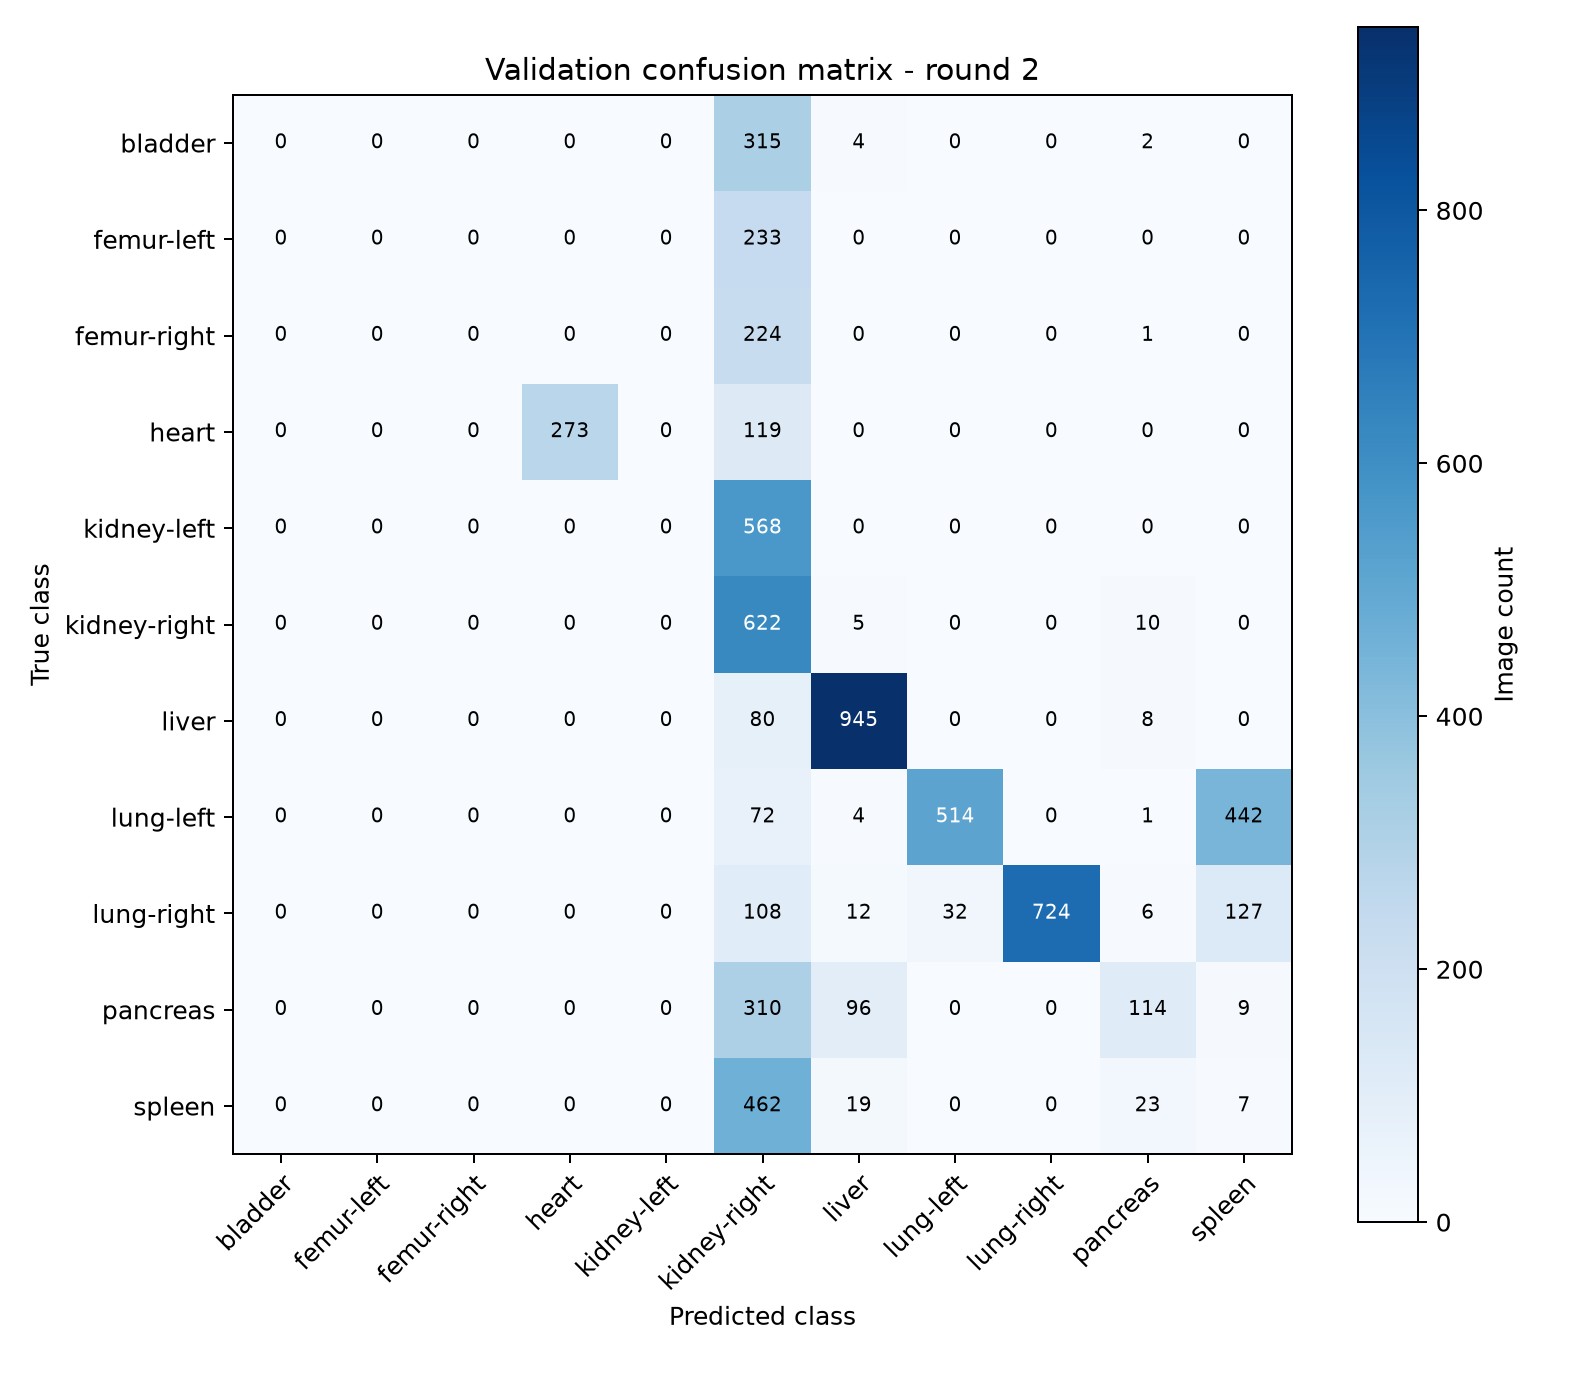 Validation confusion matrix - round 2
bladder 0 0 0 0 0 315 4 0 0 2 0
femur-left 0 0 0 0 0 233 0 0 0 0 0
femur-right 0 0 0 0 0 224 0 0 0 1 0
heart 0 0 0 273 0 119 0 0 0 0 0
kidney-left 0 0 0 0 0 568 0 0 0 0 0
kidney-right 0 0 0 0 0 622 5 0 0 10 0
liver 0 0 0 0 0 80 945 0 0 8 0
lung-left 0 0 0 0 0 72 4 514 0 1 442
lung-right 0 0 0 0 0 108 12 32 724 6 127
pancreas 0 0 0 0 0 310 96 0 0 114 9
spleen 0 0 0 0 0 462 19 0 0 23 7
True class
bladder femur-left femur-right heart kidney-left kidney-right liver lung-left lung-right pancreas spleen
Predicted class
800
600
400
200
0
Image count